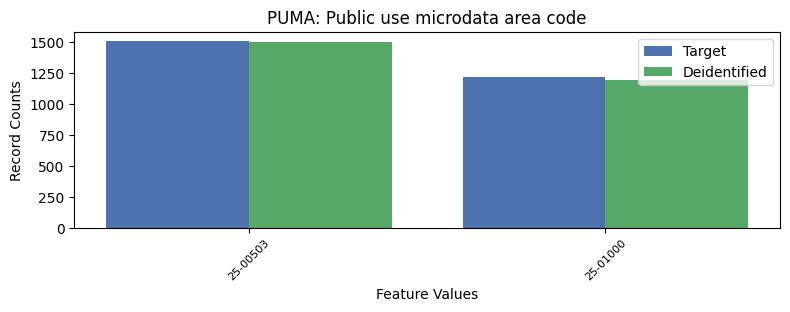 PUMA: Public use microdata area code
Record Counts
1500
1250
1000
750
500
250
0
Target
Deidentified
25-00503
25-01000
Feature Values